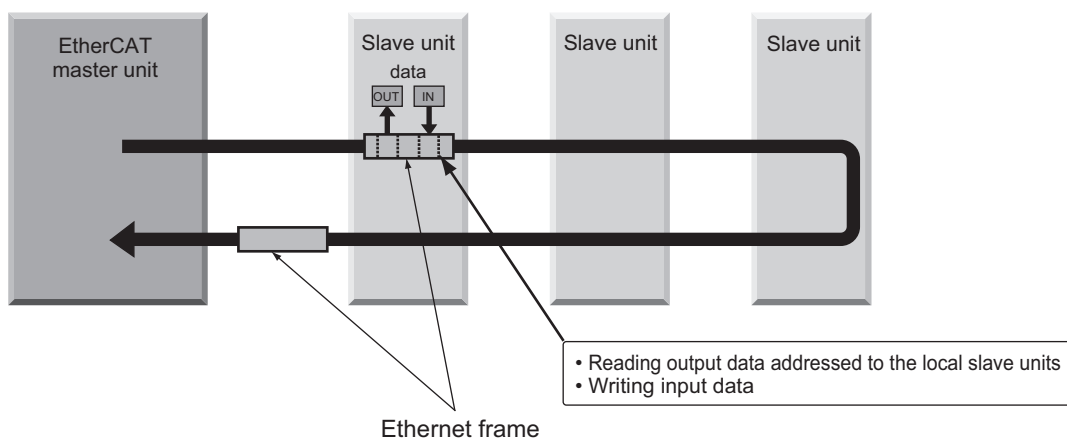 EtherCAT
master unit
Slave unit
data
OUT
IN
Slave unit
Slave unit
• Reading output data addressed to the local slave units
• Writing input data
Ethernet frame